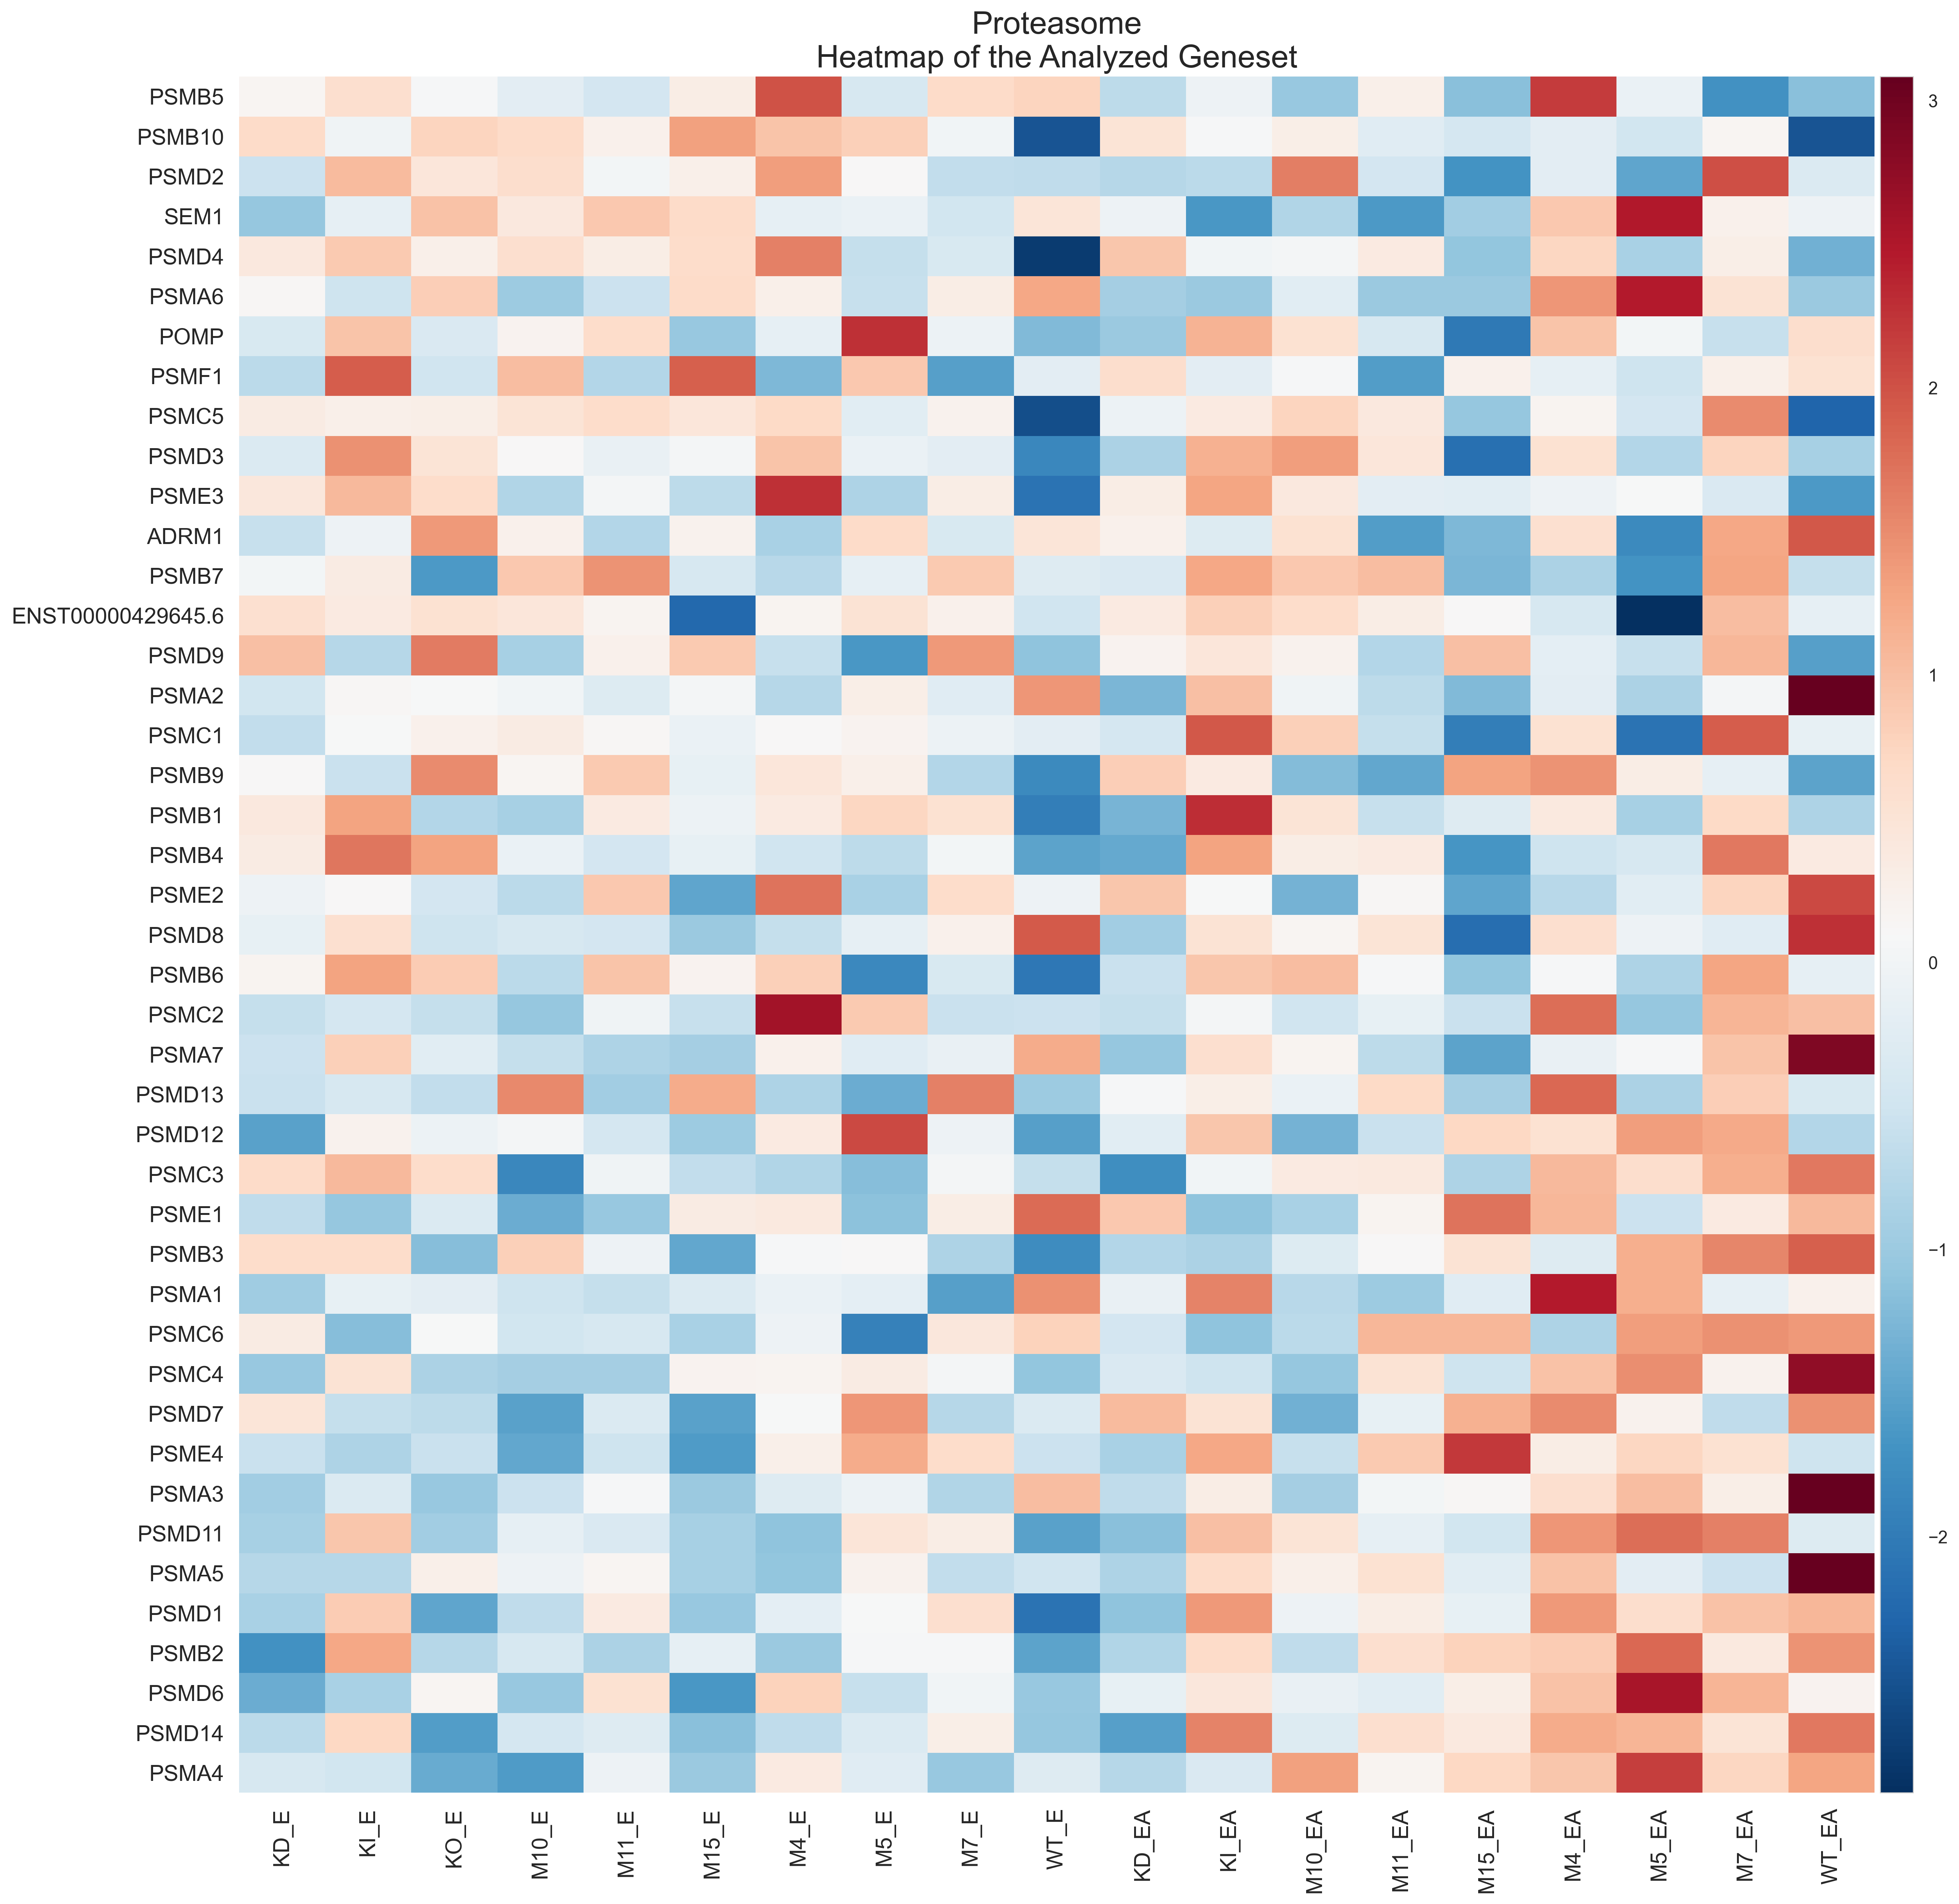 Proteasome
Heatmap of the Analyzed Geneset
PSMB5
PSMB10
PSMD2
SEM1
PSMD4
PSMA6
POMP
PSMF1
PSMC5
PSMD3
PSME3
ADRM1
PSMB7
ENST00000429645.6
PSMD9
PSMA2
PSMC1
PSMB9
PSMB1
PSMB4
PSME2
PSMD8
PSMB6
PSMC2
PSMA7
PSMD13
PSMD12
PSMC3
PSME1
PSMB3
PSMA1
PSMC6
PSMC4
PSMD7
PSME4
PSMA3
PSMD11
PSMA5
PSMD1
PSMB2
PSMD6
PSMD14
PSMA4
KD_E
KI_E
KO_E
M10_E
M11_E
M15_E
M4_E
M5_E
M7_E
WT_E
KD_EA
KI_EA
M10_EA
M11_EA
M15_EA
M4_EA
M5_EA
M7_EA
WT_EA
3
2
1
0
−1
−2